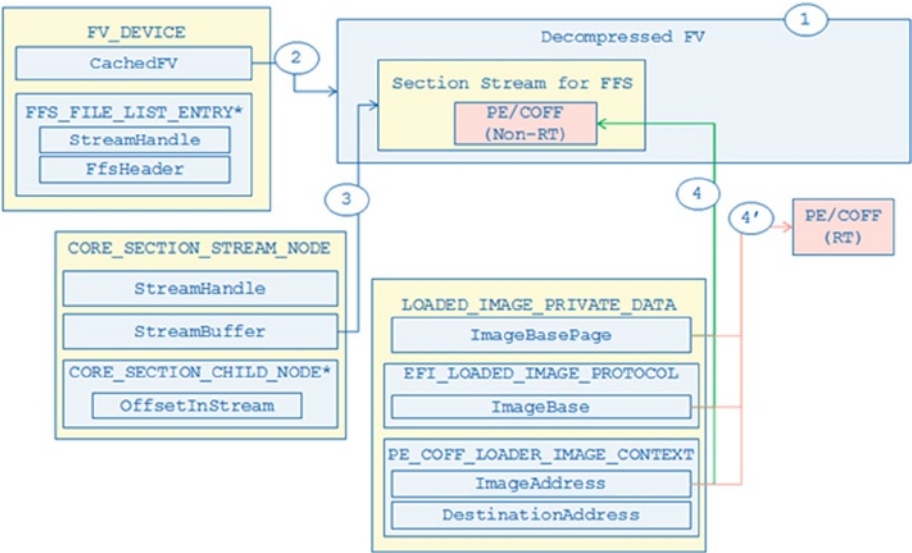 1
FV_DEVICE
CachedFV
FFS_FILE_LIST_ENTRY*
StreamHandle
FfsHeader
2
Decompressed FV
Section Stream for FFS
PE/COFF
(Non-RT)
3
4
4'
PE/COFF
(RT)
CORE_SECTION_STREAM_NODE
StreamHandle
StreamBuffer
CORE_SECTION_CHILD_NODE*
OffsetInStream
LOADED_IMAGE_PRIVATE_DATA
ImageBasePage
EFI_LOADED_IMAGE_PROTOCOL
ImageBase
PE_COFF_LOADER_IMAGE_CONTEXT
ImageAddress
DestinationAddress